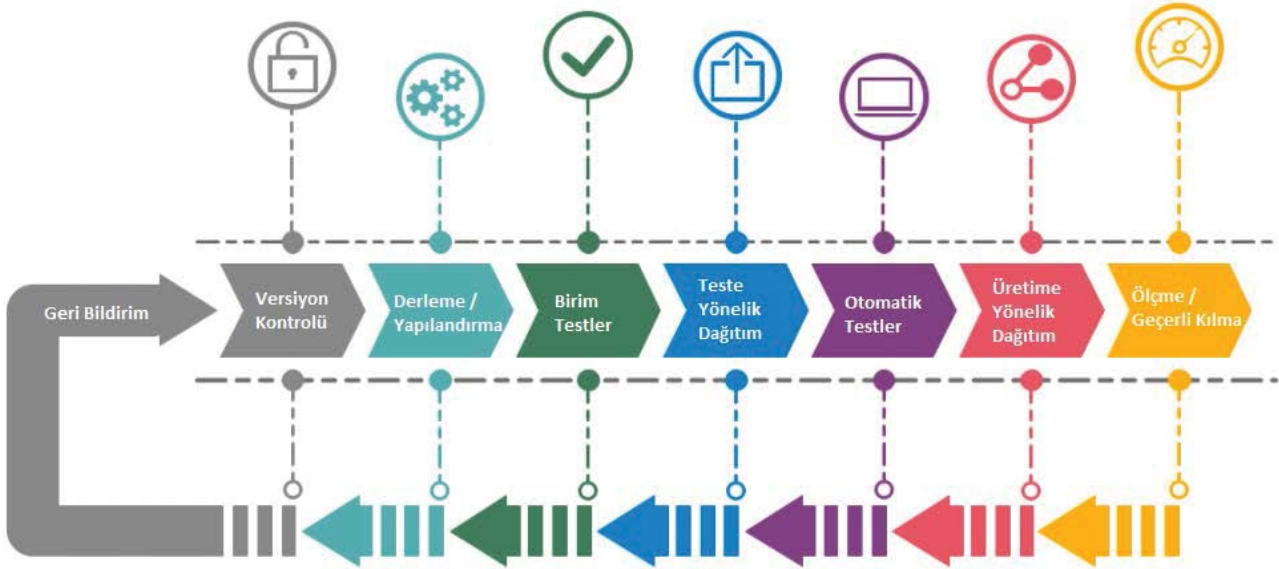 Geri Bildirim
Versiyon
Kontrolü
Derleme /
Yapılandırma
Birim
Testler
Teste
Yönelik
Dağıtım
Otomatik
Testler
Üretime
Yönelik
Dağıtım
Ölçme /
Geçerli Kılma